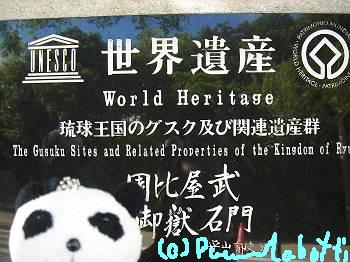 UNESCO
世界遺産
World Heritage
琉球王国のグスク及び関連遺産群
The Gusuku Sites and Related Properties of the Kingdom of Ryu
園比屋武
御嶽石門